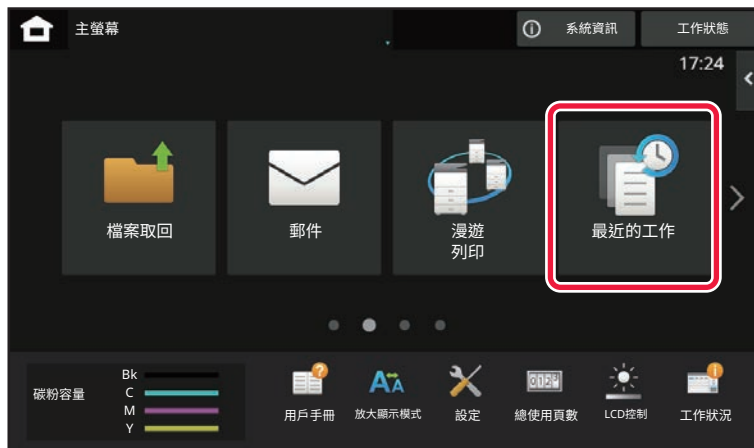 主螢幕
系統資訊
工作狀態
17:24
檔案取回
郵件
漫遊
列印
最近的工作
碳粉容量
Bk
C
M
Y
用戶手冊
放大顯示模式
設定
總使用頁數
LCD控制
工作狀況